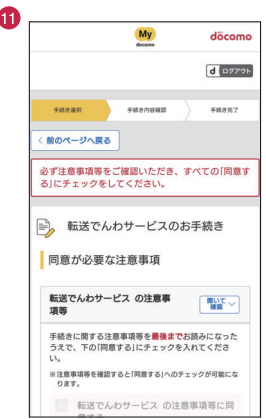 11
My
docomo
döcomo
d ログアウト
手続き選択
手続き内容確認
手続き完了
< 前のページへ戻る
必ず注意事項等をご確認いただき、すべての「同意す
る」にチェックをしてください。
転送でんわサービスのお手続き
同意が必要な注意事項
転送でんわサービス の注意事
項等
開いて
確認
手続きに関する注意事項等を最後までお読みになった
うえで、下の「同意する」にチェックを入れてくださ
い。
※注意事項等を確認すると「同意する」へのチェックが可能にな
ります。
転送でんわサービス の注意事項等に同
意する